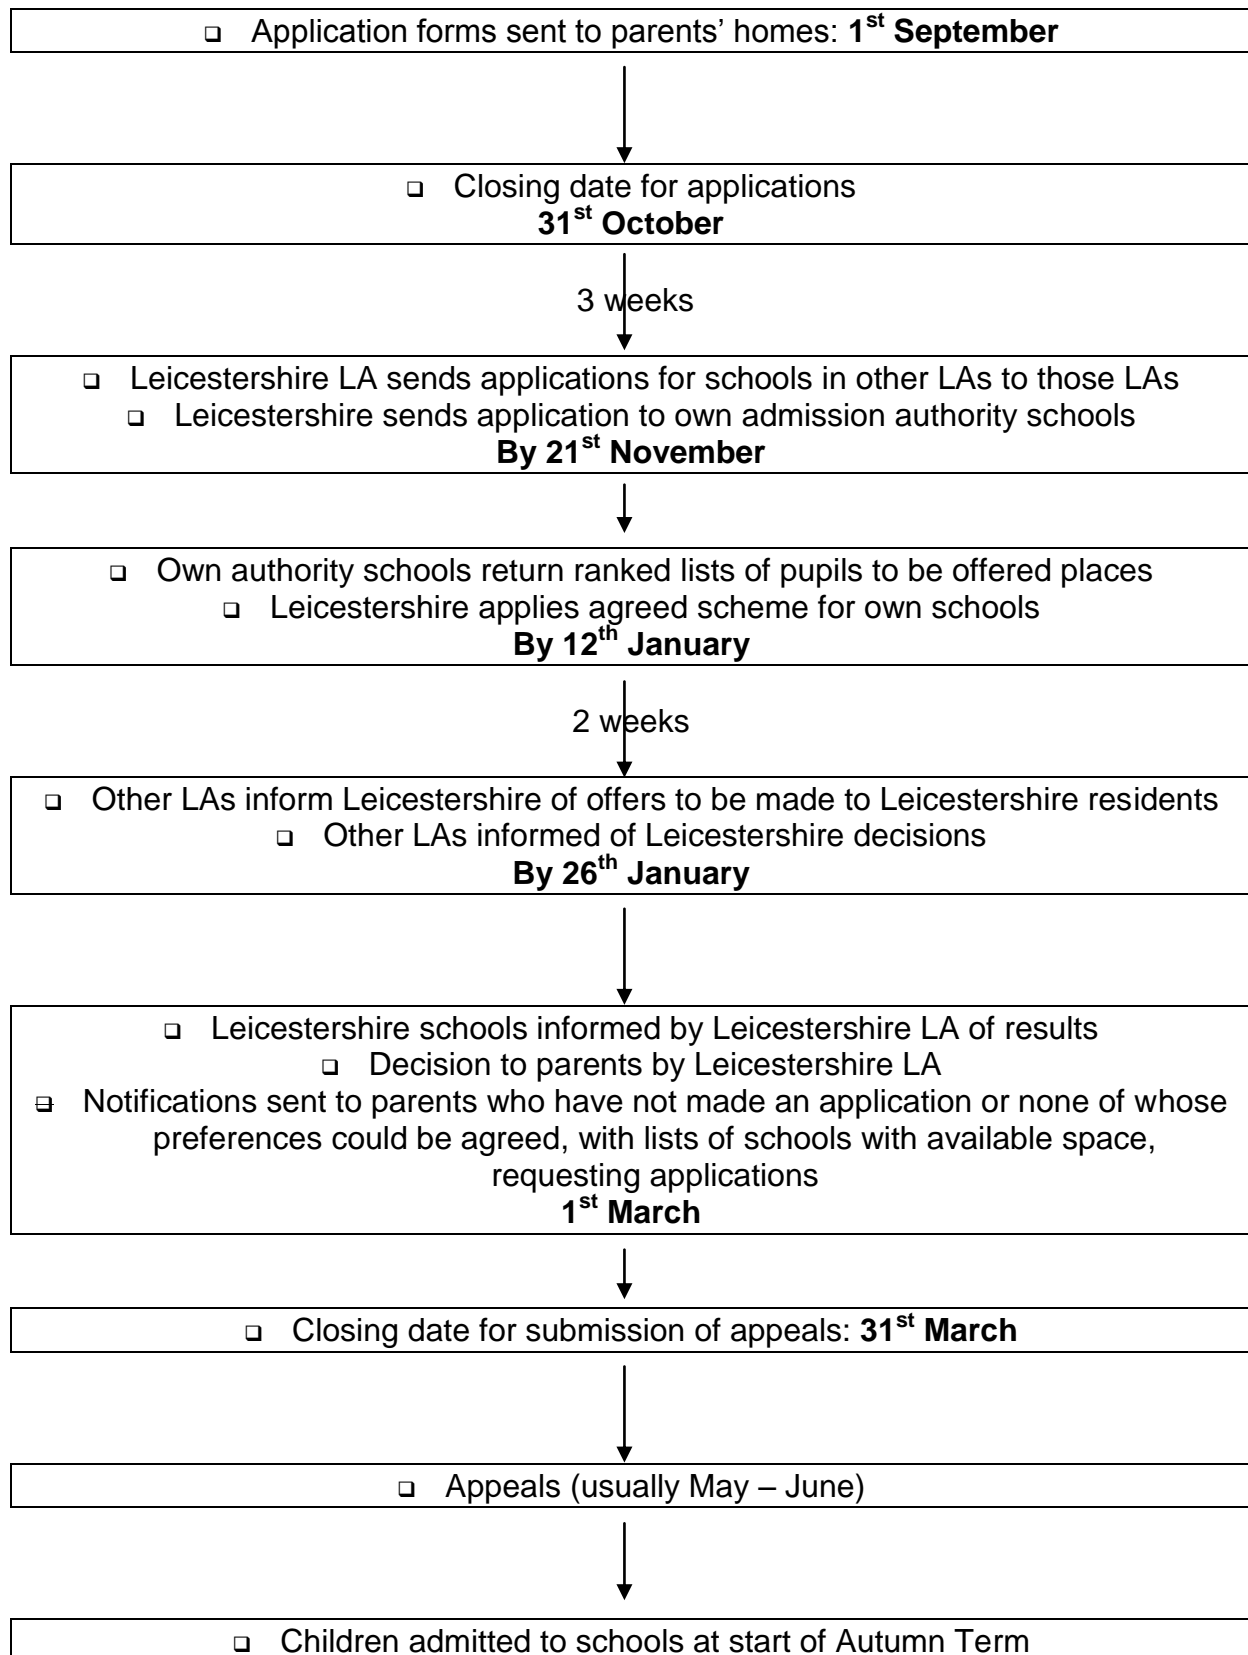 ❑ Application forms sent to parents’ homes: 1st September
❑ Closing date for applications
31st October
3 weeks
❑ Leicestershire LA sends applications for schools in other LAs to those LAs
❑ Leicestershire sends application to own admission authority schools
By 21st November
❑ Own authority schools return ranked lists of pupils to be offered places
❑ Leicestershire applies agreed scheme for own schools
By 12th January
2 weeks
❑ Other LAs inform Leicestershire of offers to be made to Leicestershire residents
❑ Other LAs informed of Leicestershire decisions
By 26th January
❑ Leicestershire schools informed by Leicestershire LA of results
❑ Decision to parents by Leicestershire LA
❑ Notifications sent to parents who have not made an application or none of whose
preferences could be agreed, with lists of schools with available space,
requesting applications
1st March
❑ Closing date for submission of appeals: 31st March
❑ Appeals (usually May – June)
❑ Children admitted to schools at start of Autumn Term